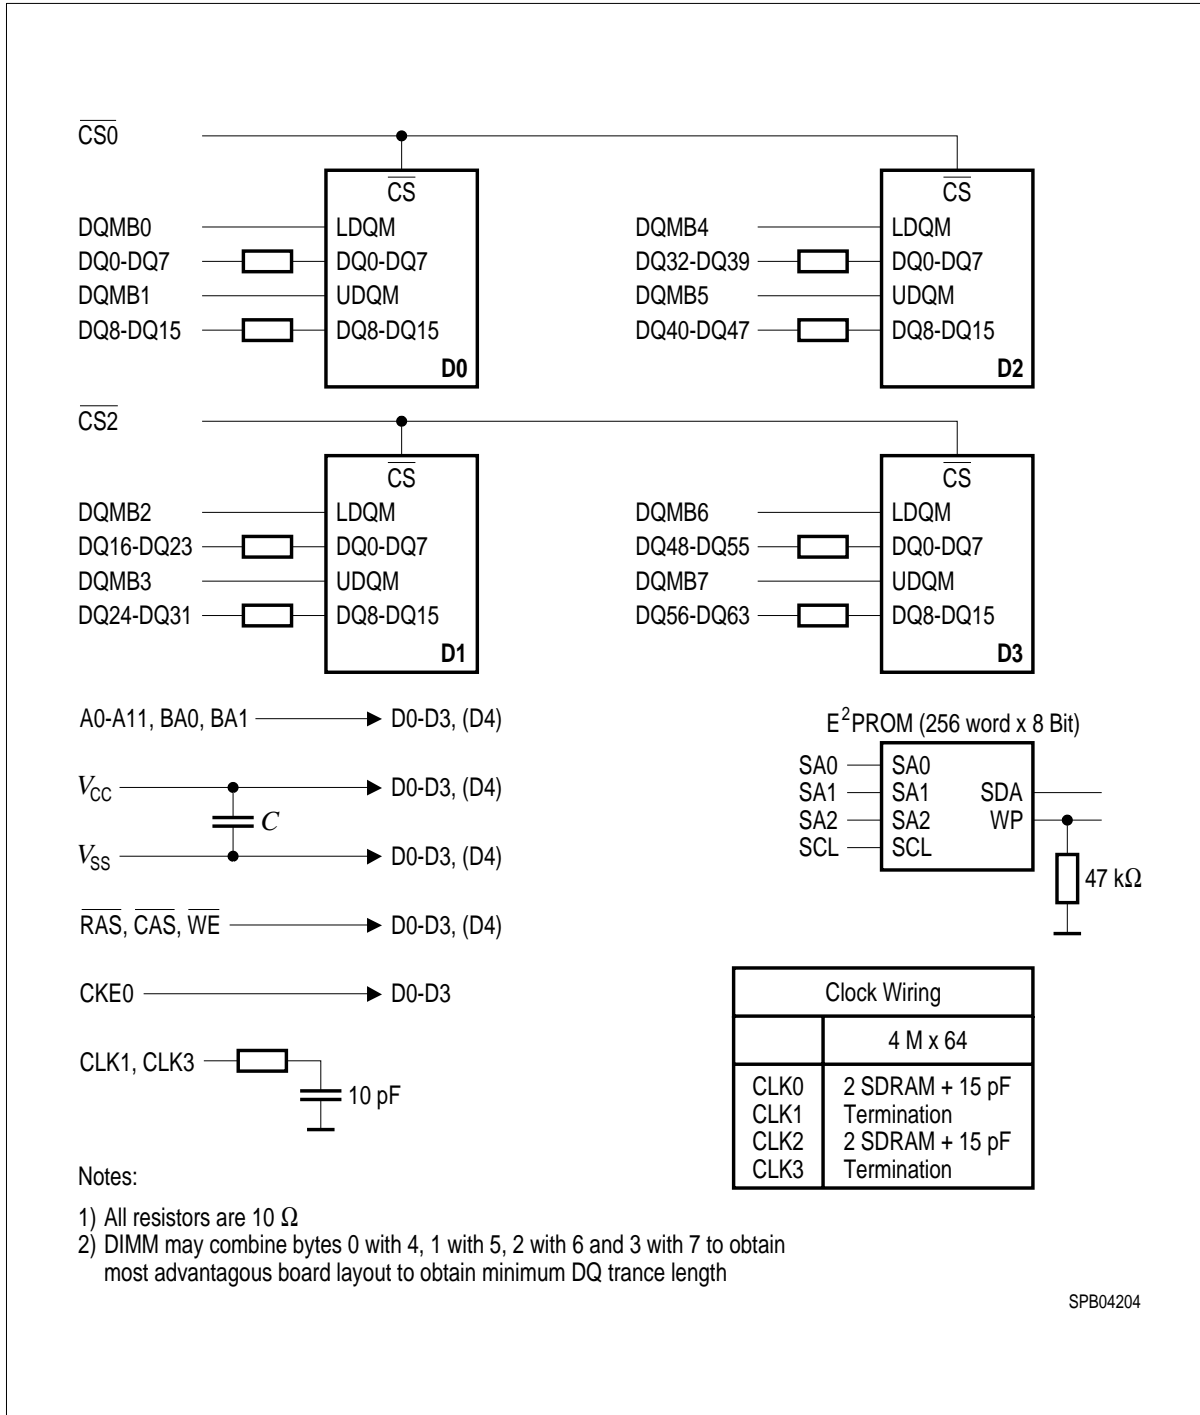 CS0
CS
CS
DQMB0
LDQM
DQMB4
LDQM
DQ0-DQ7
DQ0-DQ7
DQ32-DQ39
DQ0-DQ7
DQMB1
UDQM
DQMB5
UDQM
DQ8-DQ15
DQ8-DQ15
DQ40-DQ47
DQ8-DQ15
D0
D2
CS2
CS
CS
DQMB2
LDQM
DQMB6
LDQM
DQ16-DQ23
DQ0-DQ7
DQ48-DQ55
DQ0-DQ7
DQMB3
UDQM
DQMB7
UDQM
DQ24-DQ31
DQ8-DQ15
DQ56-DQ63
DQ8-DQ15
D1
D3
A0-A11, BA0, BA1
D0-D3, (D4)
VCC
D0-D3, (D4)
C
VSS
D0-D3, (D4)
RAS, CAS, WE
D0-D3, (D4)
CKE0
D0-D3
CLK1, CLK3
10 pF
E2PROM (256 word x 8 Bit)
SA0
SA0
SA1
SA1
SDA
SA2
SA2
WP
SCL
SCL
47 kΩ
Clock Wiring
4 M x 64
CLK0 2 SDRAM + 15 pF
CLK1 Termination
CLK2 2 SDRAM + 15 pF
CLK3 Termination
Notes:
1) All resistors are 10 Ω
2) DIMM may combine bytes 0 with 4, 1 with 5, 2 with 6 and 3 with 7 to obtain
most advantagous board layout to obtain minimum DQ trance length
SPB04204